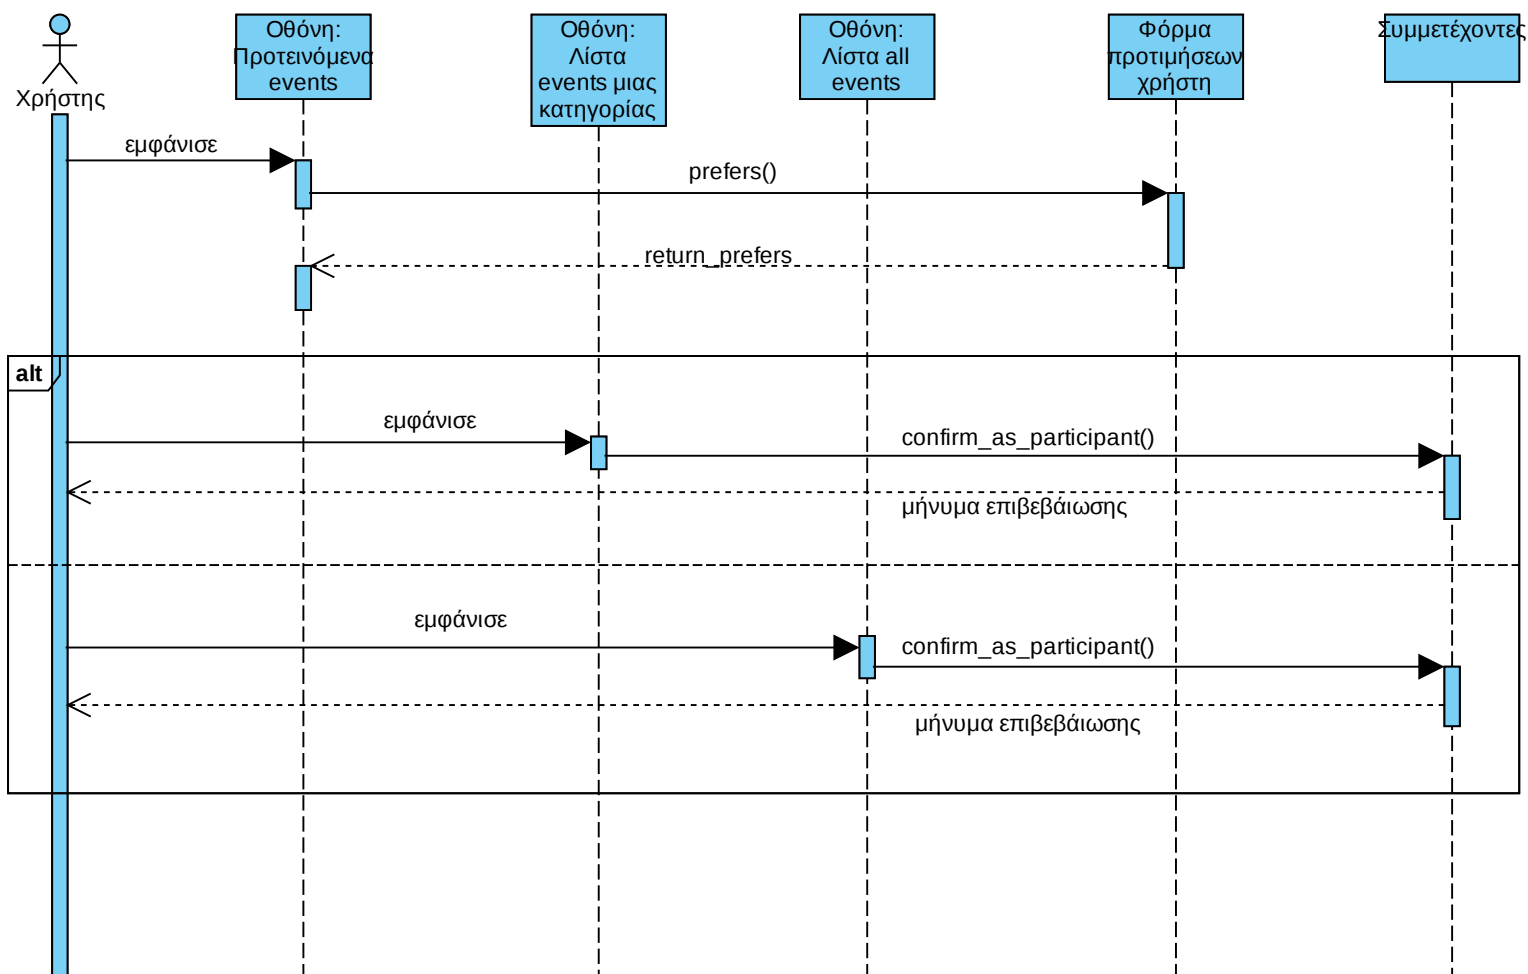 Χρήστης
Οθόνη:
Προτεινόμενα
events
Οθόνη:
Λίστα
events μιας
κατηγορίας
Οθόνη:
Λίστα all
events
Φόρμα
προτιμήσεων
χρήστη
Συμμετέχοντες
εμφάνισε
prefers()
return_prefers
alt
εμφάνισε
confirm_as_participant()
μήνυμα επιβεβάιωσης
εμφάνισε
confirm_as_participant()
μήνυμα επιβεβάιωσης